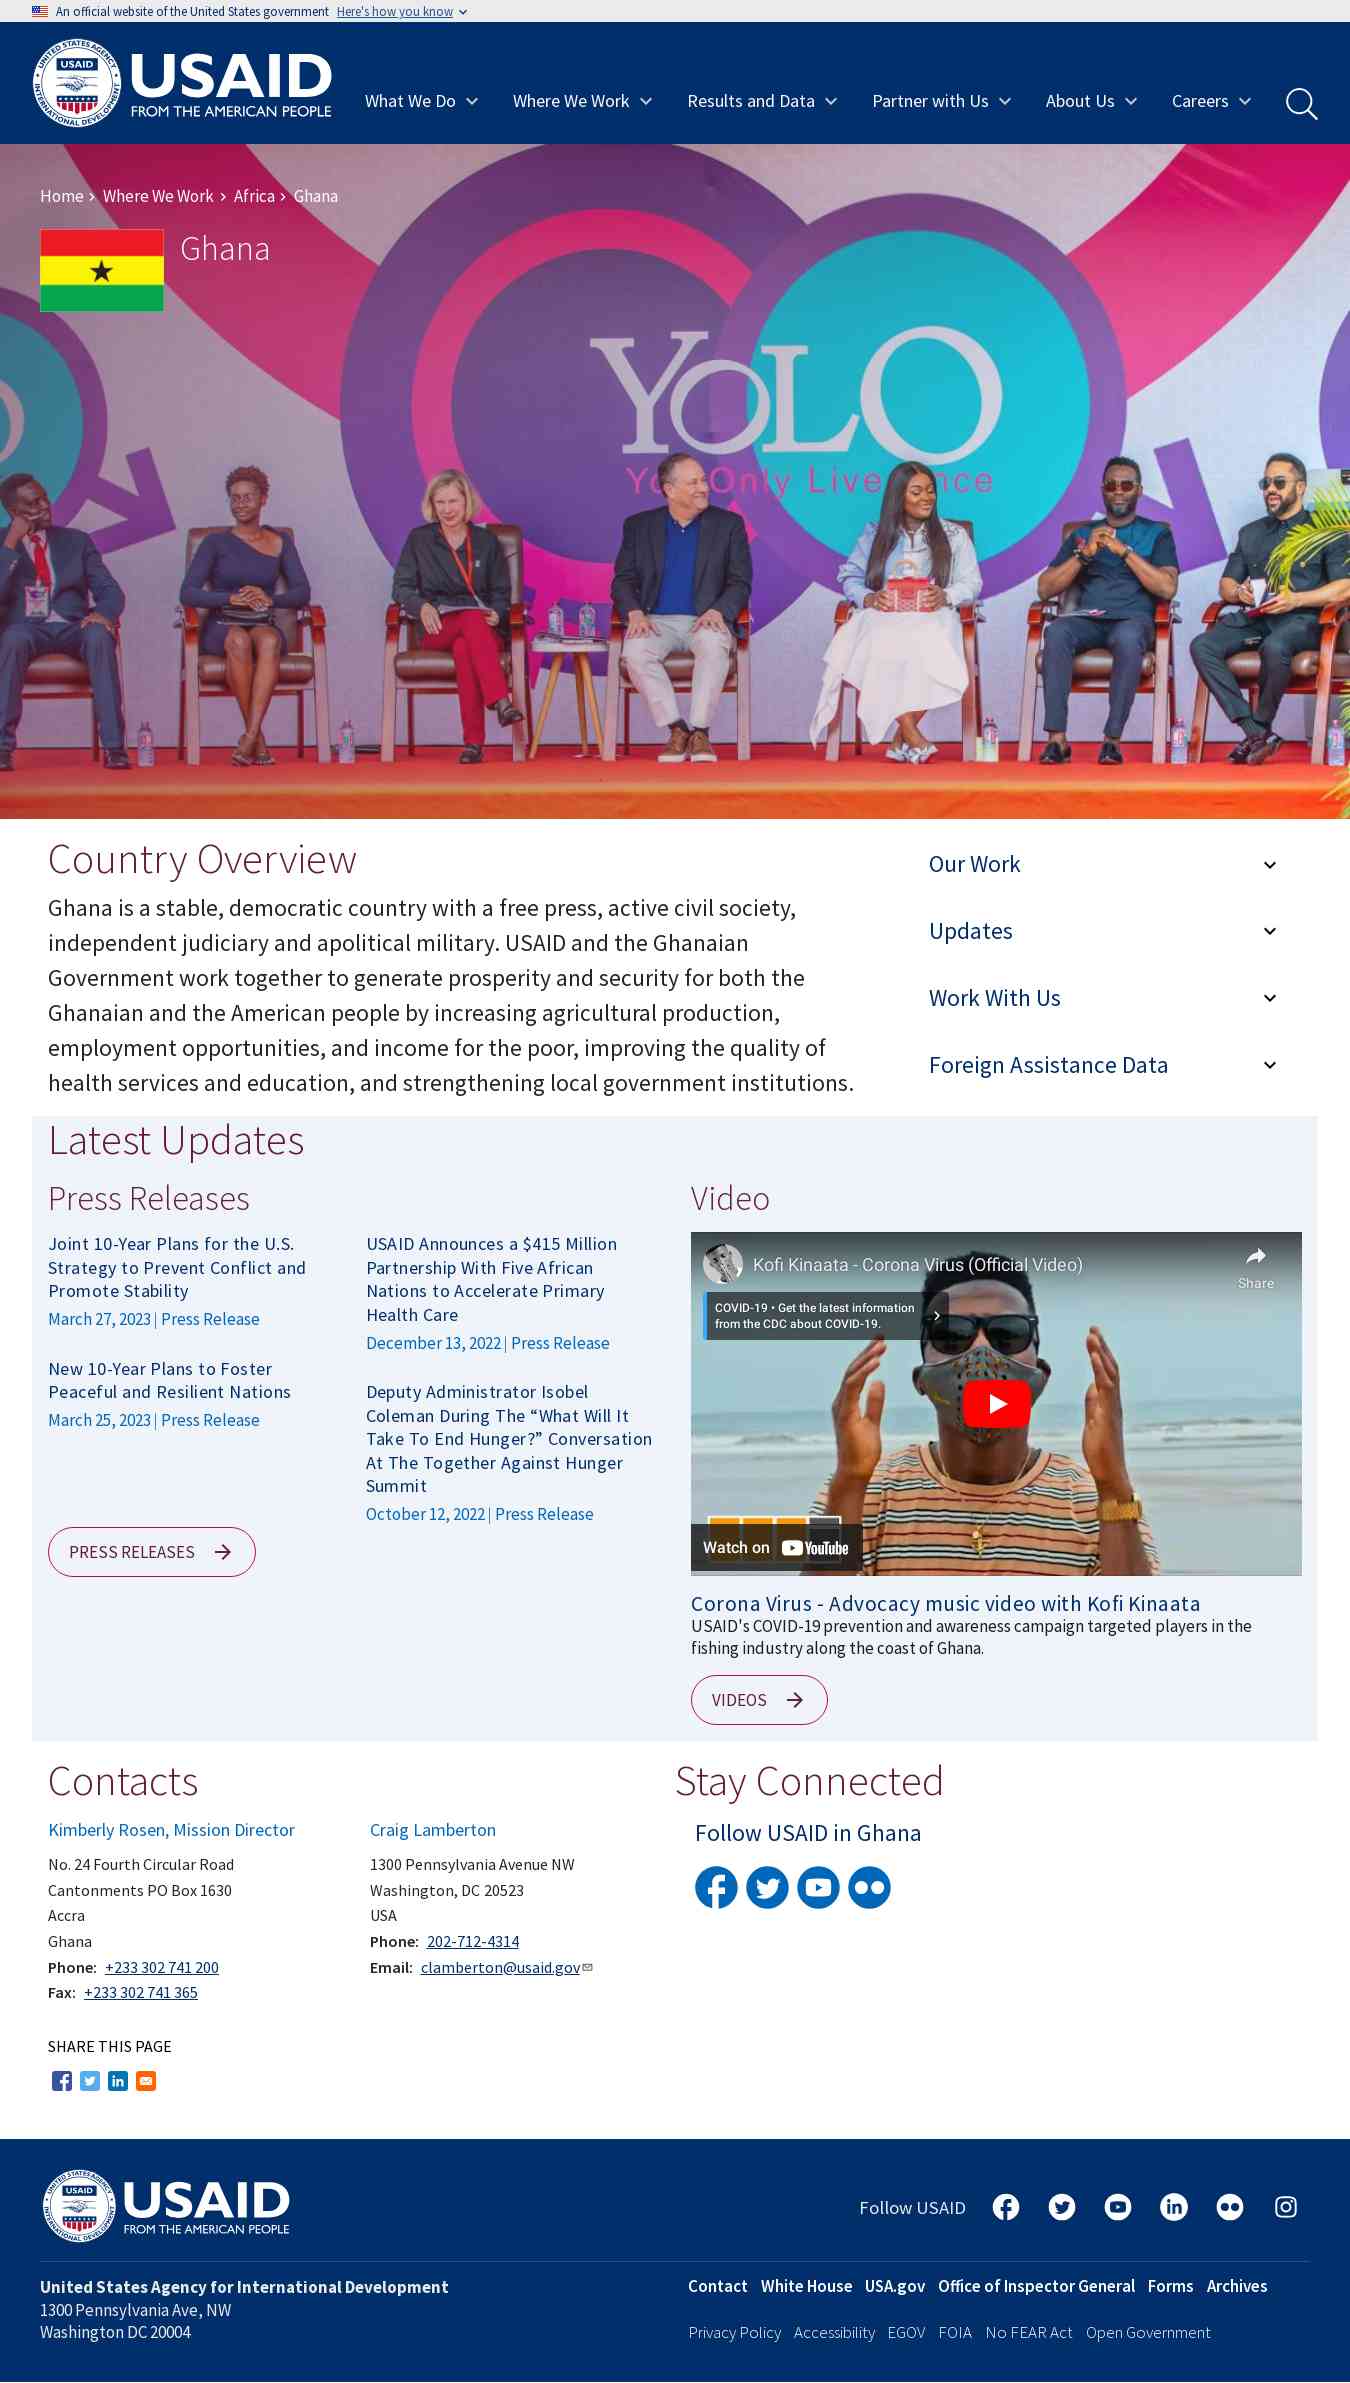 An official website of the United States government Here's how you know
USAID
FROM THE AMERICAN PEOPLE
What We Do
Where We Work
Results and Data
Partner with Us
About Us
Careers
Home
Where We Work
Africa
Ghana
Ghana
YOLO
You Only Live Once
Country Overview
Ghana is a stable, democratic country with a free press, active civil society,
independent judiciary and apolitical military. USAID and the Ghanaian
Government work together to generate prosperity and security for both the
Ghanaian and the American people by increasing agricultural production,
employment opportunities, and income for the poor, improving the quality of
health services and education, and strengthening local government institutions.
Our Work
Updates
Work With Us
Foreign Assistance Data
Latest Updates
Press Releases
Joint 10-Year Plans for the U.S.
Strategy to Prevent Conflict and
Promote Stability
March 27, 2023 | Press Release
New 10-Year Plans to Foster
Peaceful and Resilient Nations
March 25, 2023 | Press Release
USAID Announces a $415 Million
Partnership With Five African
Nations to Accelerate Primary
Health Care
December 13, 2022 | Press Release
Deputy Administrator Isobel
Coleman During The “What Will It
Take To End Hunger?” Conversation
At The Together Against Hunger
Summit
October 12, 2022 | Press Release
PRESS RELEASES
Video
Kofi Kinaata - Corona Virus (Official Video)
Share
COVID-19 • Get the latest information
from the CDC about COVID-19.
Watch on YouTube
Corona Virus - Advocacy music video with Kofi Kinaata
USAID's COVID-19 prevention and awareness campaign targeted players in the
fishing industry along the coast of Ghana.
VIDEOS
Contacts
Kimberly Rosen, Mission Director
No. 24 Fourth Circular Road
Cantonments PO Box 1630
Accra
Ghana
Phone: +233 302 741 200
Fax: +233 302 741 365
Craig Lamberton
1300 Pennsylvania Avenue NW
Washington, DC 20523
USA
Phone: 202-712-4314
Email: clamberton@usaid.gov
Stay Connected
Follow USAID in Ghana
SHARE THIS PAGE
USAID
FROM THE AMERICAN PEOPLE
Follow USAID
United States Agency for International Development
1300 Pennsylvania Ave, NW
Washington DC 20004
Contact White House USA.gov Office of Inspector General Forms Archives
Privacy Policy Accessibility EGOV FOIA No FEAR Act Open Government